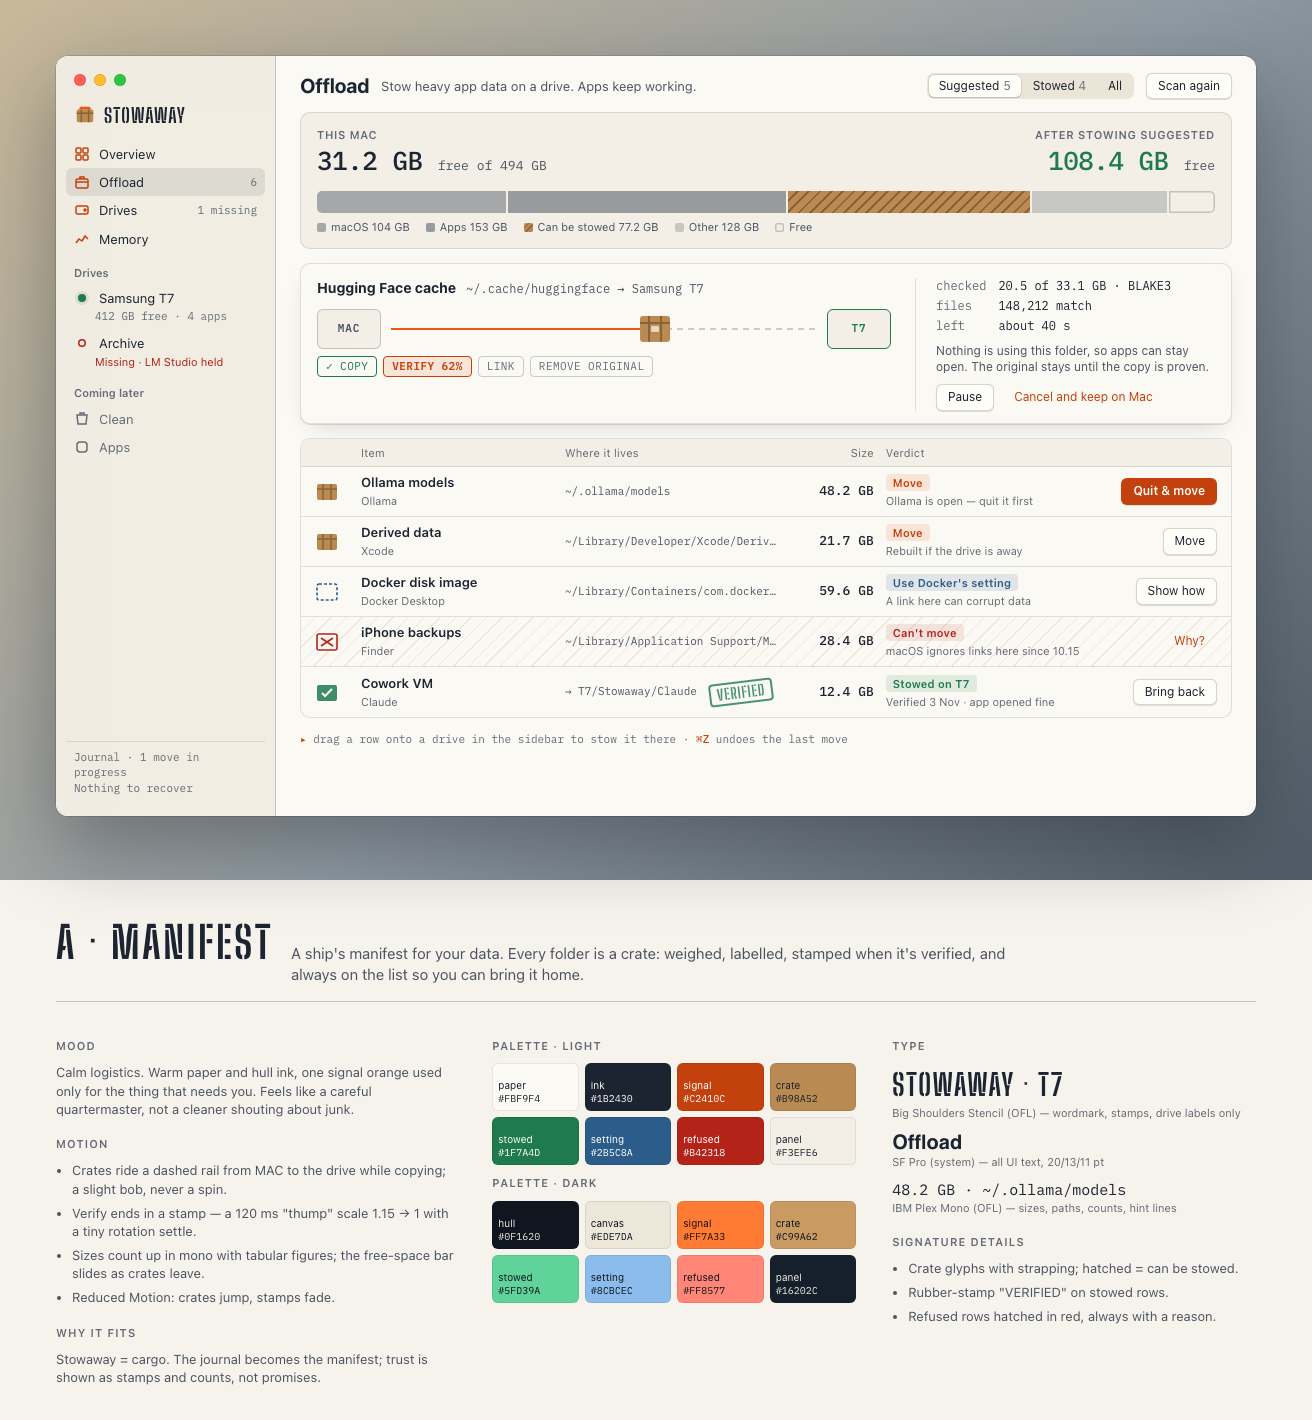 STOWAWAY
Overview
Offload 6
Drives 1 missing
Memory
Drives
Samsung T7
412 GB free · 4 apps
Archive
Missing · LM Studio held
Coming later
Clean
Apps
Journal · 1 move in
progress
Nothing to recover
Offload Stow heavy app data on a drive. Apps keep working.
Suggested 5 Stowed 4 All Scan again
THIS MAC AFTER STOWING SUGGESTED
31.2 GB free of 494 GB 108.4 GB free
macOS 104 GB Apps 153 GB Can be stowed 77.2 GB Other 128 GB Free
Hugging Face cache ~/.cache/huggingface → Samsung T7
MAC T7
✓ COPY VERIFY 62% LINK REMOVE ORIGINAL
checked 20.5 of 33.1 GB · BLAKE3
files 148,212 match
left about 40 s
Nothing is using this folder, so apps can stay
open. The original stays until the copy is proven.
Pause Cancel and keep on Mac
Item Where it lives Size Verdict
Ollama models ~/.ollama/models 48.2 GB Move Quit & move
Ollama Ollama is open — quit it first
Derived data ~/Library/Developer/Xcode/Deriv… 21.7 GB Move Move
Xcode Rebuilt if the drive is away
Docker disk image ~/Library/Containers/com.docker… 59.6 GB Use Docker's setting Show how
Docker Desktop A link here can corrupt data
iPhone backups ~/Library/Application Support/M… 28.4 GB Can't move Why?
Finder macOS ignores links here since 10.15
Cowork VM → T7/Stowaway/Claude VERIFIED 12.4 GB Stowed on T7 Bring back
Claude Verified 3 Nov · app opened fine
▸ drag a row onto a drive in the sidebar to stow it there · ⌘Z undoes the last move
A · MANIFEST
A ship's manifest for your data. Every folder is a crate: weighed, labelled, stamped when it's verified, and
always on the list so you can bring it home.
MOOD
Calm logistics. Warm paper and hull ink, one signal orange used
only for the thing that needs you. Feels like a careful
quartermaster, not a cleaner shouting about junk.
MOTION
• Crates ride a dashed rail from MAC to the drive while copying;
a slight bob, never a spin.
• Verify ends in a stamp — a 120 ms "thump" scale 1.15 → 1 with
a tiny rotation settle.
• Sizes count up in mono with tabular figures; the free-space bar
slides as crates leave.
• Reduced Motion: crates jump, stamps fade.
WHY IT FITS
Stowaway = cargo. The journal becomes the manifest; trust is
shown as stamps and counts, not promises.
PALETTE · LIGHT
paper ink signal crate
#FBF9F4 #1B2430 #C2410C #B98A52
stowed setting refused panel
#1F7A4D #2B5C8A #B42318 #F3EFE6
PALETTE · DARK
hull canvas signal crate
#0F1620 #EDE7DA #FF7A33 #C99A62
stowed setting refused panel
#5FD39A #8CBCEC #FF8577 #16202C
TYPE
STOWAWAY · T7
Big Shoulders Stencil (OFL) — wordmark, stamps, drive labels only
Offload
SF Pro (system) — all UI text, 20/13/11 pt
48.2 GB · ~/.ollama/models
IBM Plex Mono (OFL) — sizes, paths, counts, hint lines
SIGNATURE DETAILS
• Crate glyphs with strapping; hatched = can be stowed.
• Rubber-stamp "VERIFIED" on stowed rows.
• Refused rows hatched in red, always with a reason.